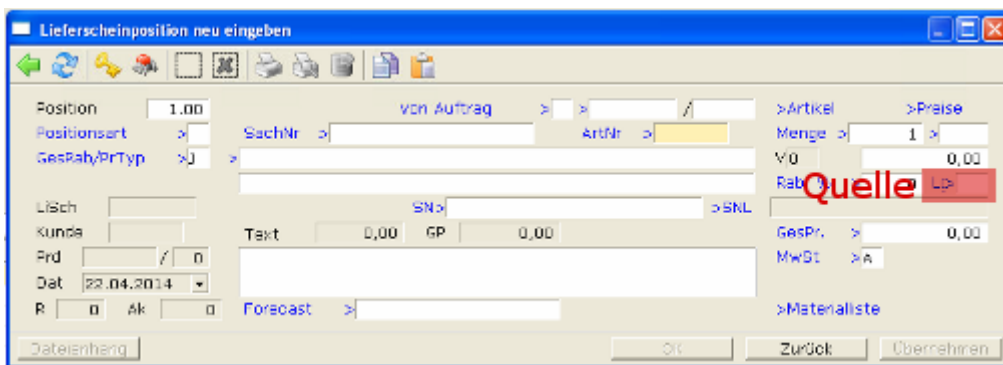 Lieferscheinposition neu eingeben
Position 1.00 von Auftrag > > / >Artikel >Preise
Positionsart > SachNr > ArtNr > Menge > 1 >
GesRab/PrTyp >J > V 0 0,00
Rab Quelle
LiSch SN> >SNL
Kunde Text 0,00 GP 0,00 GesPr. > 0,00
Prd / 0 MwSt >A
Dat 22.04.2014
R 0 Ak 0 Forecast > >Materialliste
Dateianhang OK Zurück Übernehmen